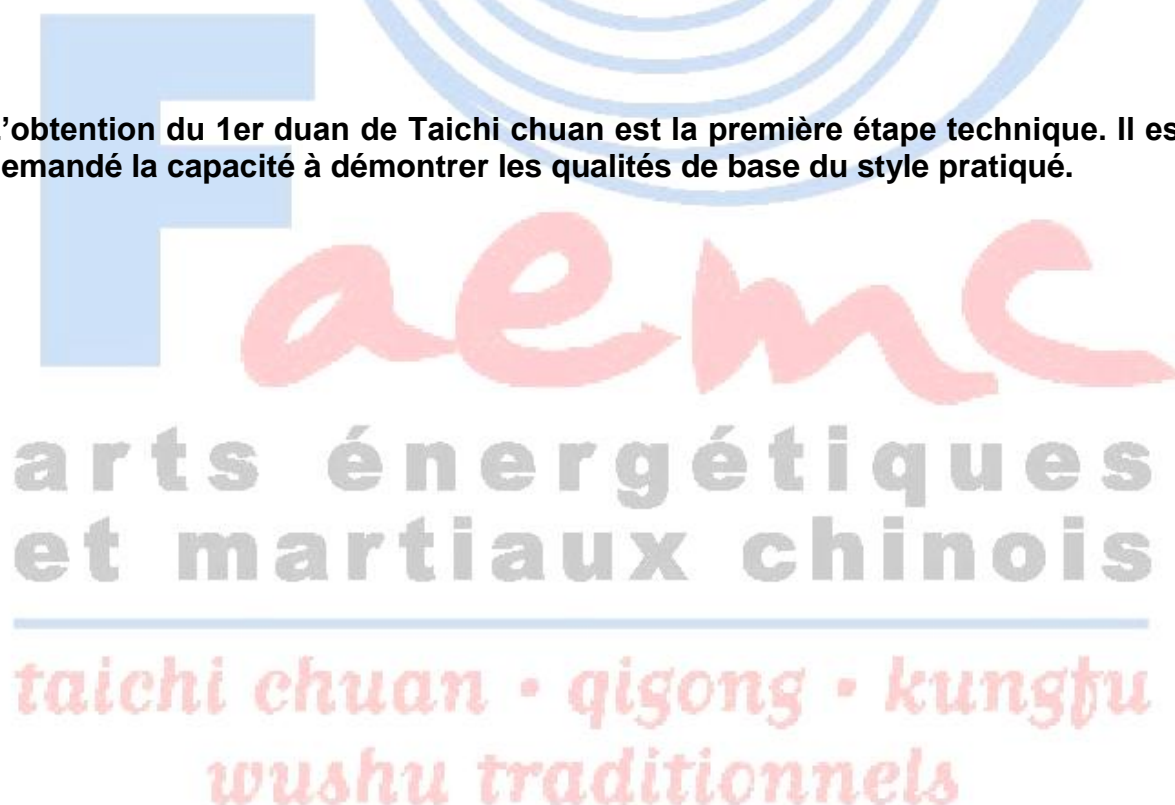 'obtention du 1er duan de Taichi chuan est la première étape technique. Il es
emandé la capacité à démontrer les qualités de base du style pratiqué.
Faemc
arts énergétiques
et martiaux chinois
taichi chuan • qigong • kungfu
wushu traditionnels